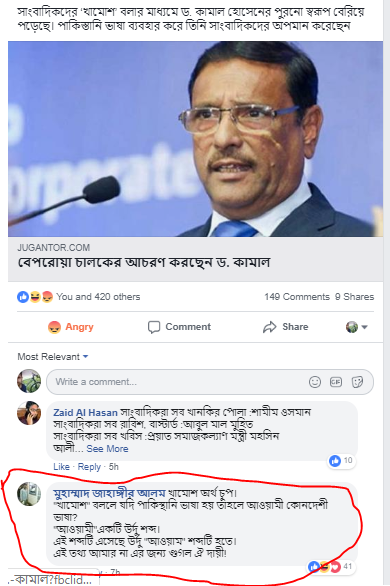 সাংবাদিকদের 'খামোশ' বলার মাধ্যমে ড. কামাল হোসেনের পুরনো স্বরূপ বেরিয়ে
পড়েছে। পাকিস্তানি ভাষা ব্যবহার করে তিনি সাংবাদিকদের অপমান করেছেন
JUGANTOR.COM
বেপরোয়া চালকের আচরণ করছেন ড. কামাল
You and 420 others
149 Comments 9 Shares
Angry
Comment
Share
Most Relevant
Write a comment...
GIF
Zaid Al Hasan সাংবাদিকরা সব খানকির পোলা :শামীম ওসমান
সাংবাদিকরা সব রাবিশ, বাস্টার্ড :আবুল মাল মুহিত
সাংবাদিকরা সব খবিস :প্রয়াত সমাজকল্যাণ মন্ত্রী মহসিন
আলী... See More
Like · Reply · 5h
10
মুহাম্মাদ জাহাঙ্গীর আলম খামোশ অর্থ চুপ।
"খামোশ" বললে যদি পাকিস্থানি ভাষা হয় তাহলে আওয়ামী কোনদেশী
ভাষা?
"আওয়ামী"একটি উর্দু শব্দ।
এই শব্দটি এসেছে উর্দু "আওয়াম" শব্দটি হতে।
এই তথ্য আমার না এর জন্য গুগল ঐ দায়ী!
41
7h
-কামাল?fbclid...